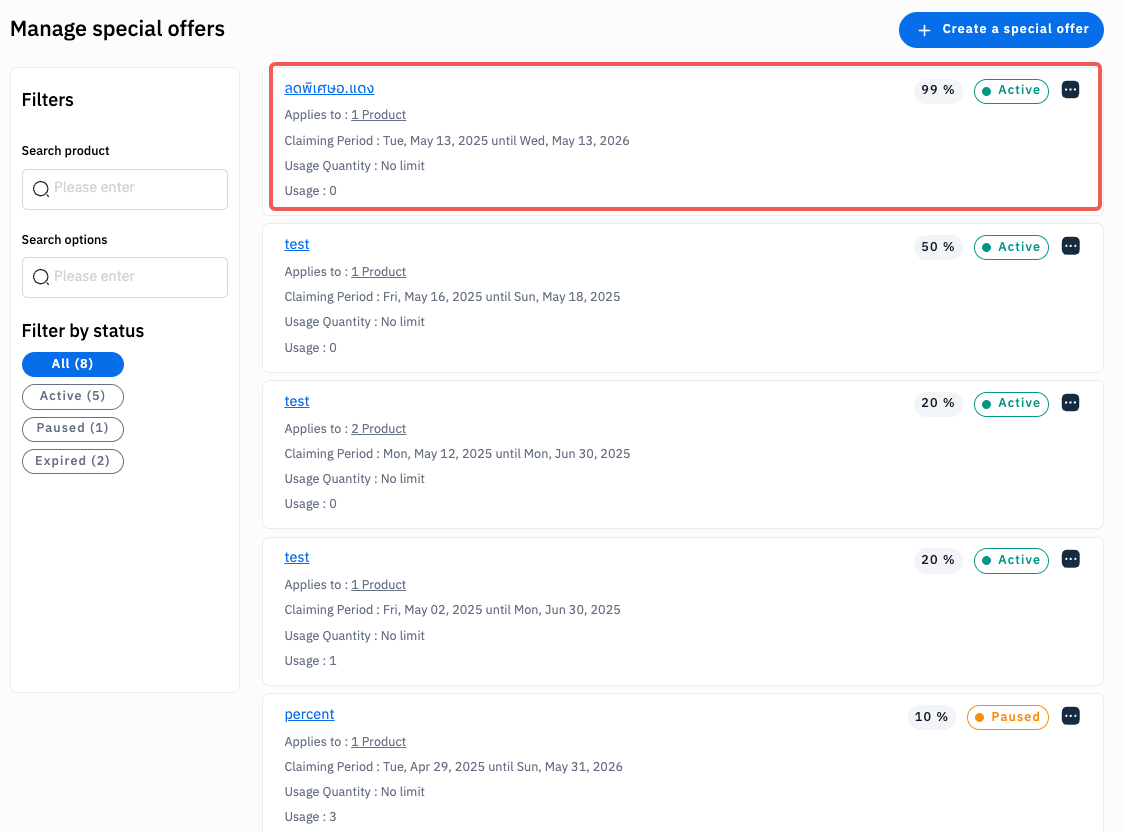 Manage special offers
+ Create a special offer
Filters
Search product
Please enter
Search options
Please enter
Filter by status
All (8)
Active (5)
Paused (1)
Expired (2)
ลดพิเศษอ.แดง
99 %
Active
Applies to : 1 Product
Claiming Period : Tue, May 13, 2025 until Wed, May 13, 2026
Usage Quantity : No limit
Usage : 0
test
50 %
Active
Applies to : 1 Product
Claiming Period : Fri, May 16, 2025 until Sun, May 18, 2025
Usage Quantity : No limit
Usage : 0
test
20 %
Active
Applies to : 2 Product
Claiming Period : Mon, May 12, 2025 until Mon, Jun 30, 2025
Usage Quantity : No limit
Usage : 0
test
20 %
Active
Applies to : 1 Product
Claiming Period : Fri, May 02, 2025 until Mon, Jun 30, 2025
Usage Quantity : No limit
Usage : 1
percent
10 %
Paused
Applies to : 1 Product
Claiming Period : Tue, Apr 29, 2025 until Sun, May 31, 2026
Usage Quantity : No limit
Usage : 3